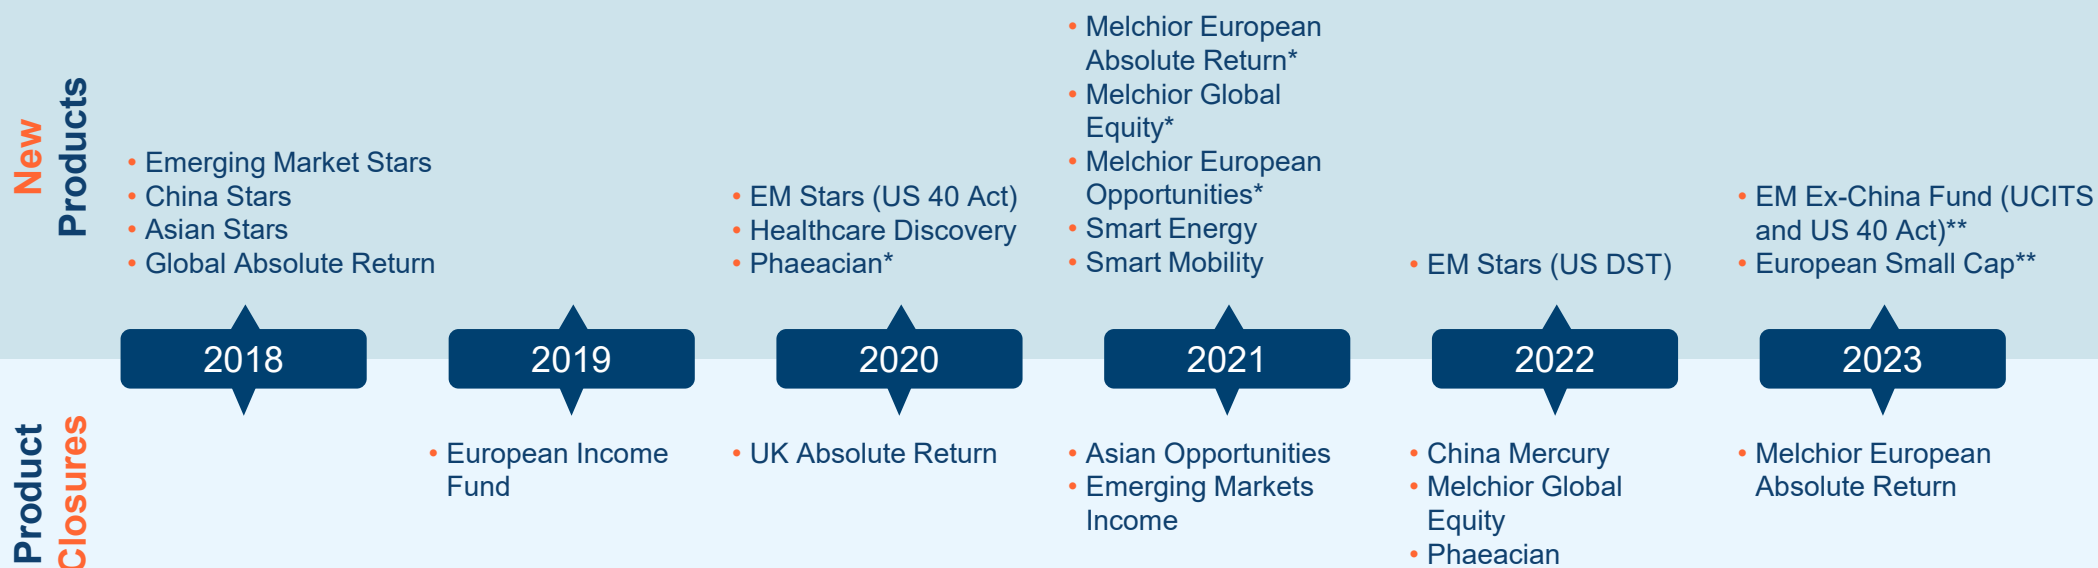 New
Products
• Emerging Market Stars
• China Stars
• Asian Stars
• Global Absolute Return
• EM Stars (US 40 Act)
• Healthcare Discovery
• Phaeacian*
• Melchior European
Absolute Return*
• Melchior Global
Equity*
• Melchior European
Opportunities*
• Smart Energy
• Smart Mobility
• EM Stars (US DST)
• EM Ex-China Fund (UCITS
and US 40 Act)**
• European Small Cap**
2018
2019
2020
2021
2022
2023
Product
Closures
• European Income
Fund
• UK Absolute Return
• Asian Opportunities
• Emerging Markets
Income
• China Mercury
• Melchior Global
Equity
• Phaeacian
• Melchior European
Absolute Return